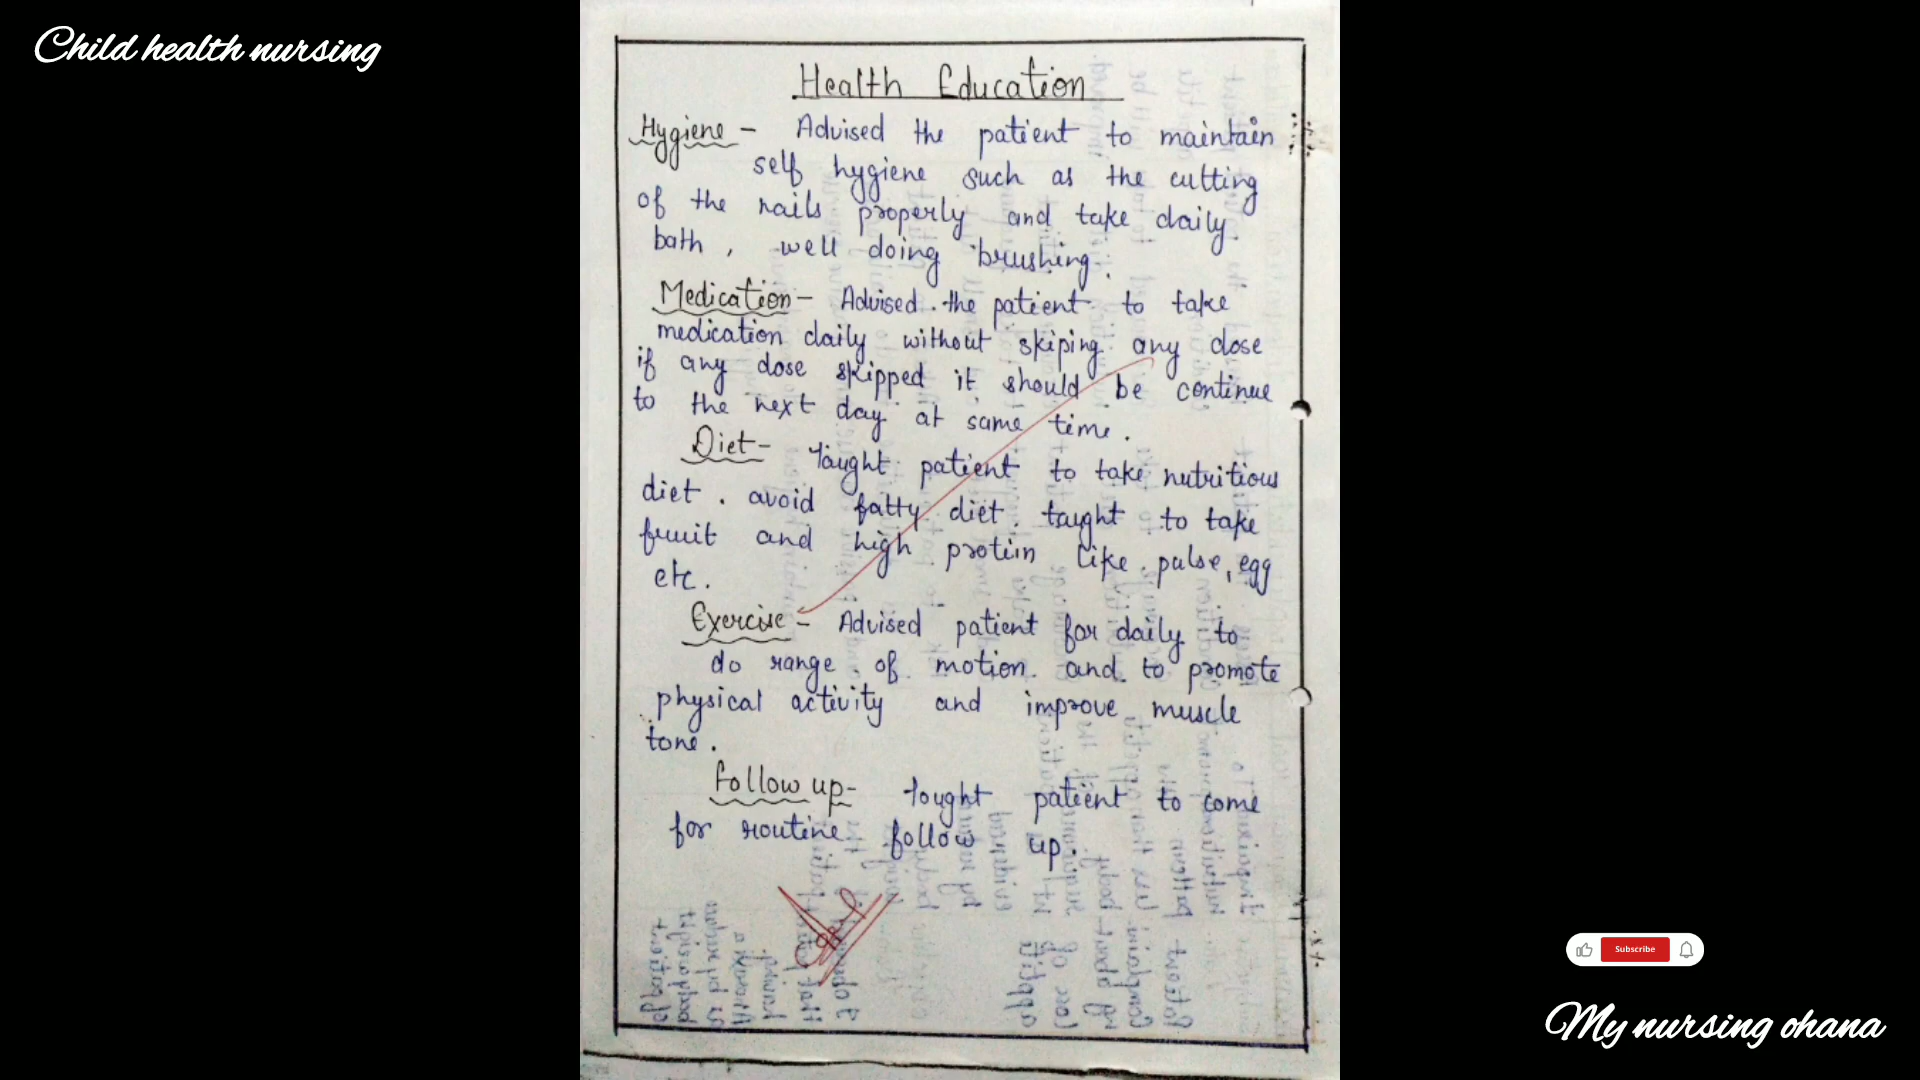 Child health nursing
Health Education
Hygiene - Advised the patient to maintain
self hygiene such as the cutting
of the nails properly and take daily
bath, well doing brushing.
Medication - Advised the patient to take
medication daily without skiping any dose
if any dose skipped it should be continue
to the next day at same time.
Diet - Taught patient to take nutritious
diet. avoid fatty diet. taught to take
fruit and high protein like pulse, egg
etc.
Exercise - Advised patient for daily to
do range of motion and to promote
physical activity and improve muscle
tone.
Follow up - Tought patient to come
for routine follow up.
Subscribe
My nursing ohana